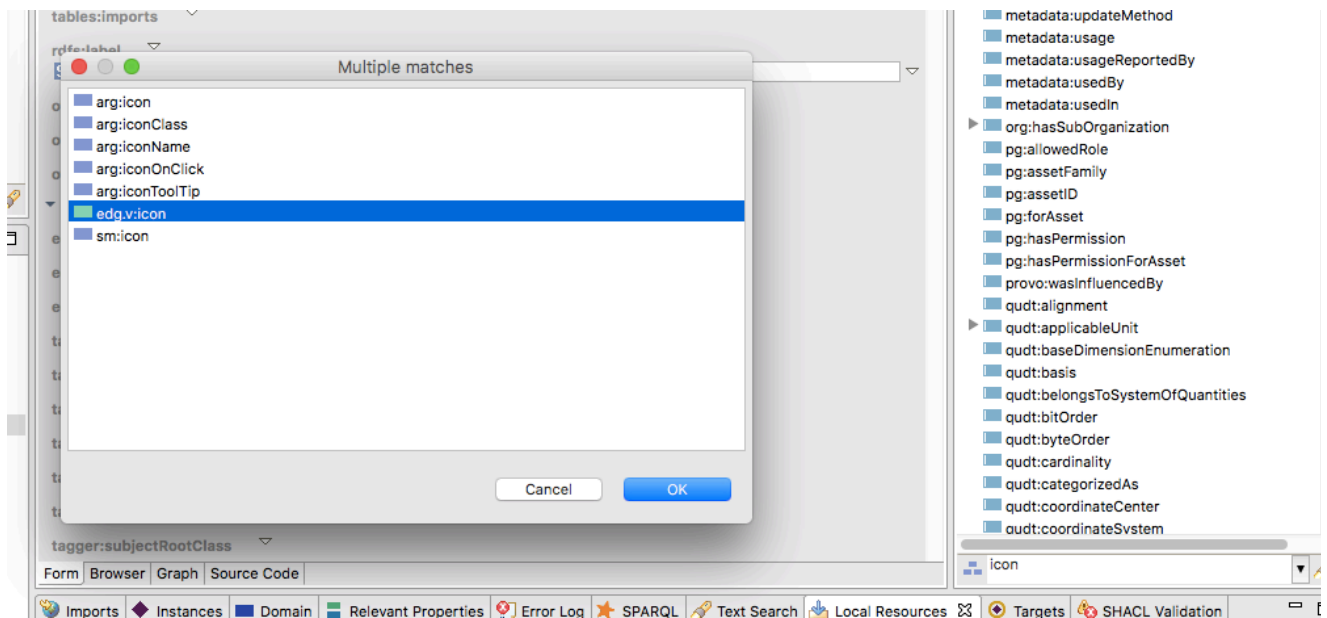 tables:imports
rdfs:label
Multiple matches
arg:icon
arg:iconClass
arg:iconName
arg:iconOnClick
arg:iconToolTip
edg.v:icon
sm:icon
Cancel
OK
tagger:subjectRootClass
Form Browser Graph Source Code
metadata:updateMethod
metadata:usage
metadata:usageReportedBy
metadata:usedBy
metadata:usedIn
org:hasSubOrganization
pg:allowedRole
pg:assetFamily
pg:assetID
pg:forAsset
pg:hasPermission
pg:hasPermissionForAsset
provo:wasInfluencedBy
qudt:alignment
qudt:applicableUnit
qudt:baseDimensionEnumeration
qudt:basis
qudt:belongsToSystemOfQuantities
qudt:bitOrder
qudt:byteOrder
qudt:cardinality
qudt:categorizedAs
qudt:coordinateCenter
qudt:coordinateSystem
icon
Imports Instances Domain Relevant Properties Error Log SPARQL Text Search Local Resources Targets SHACL Validation